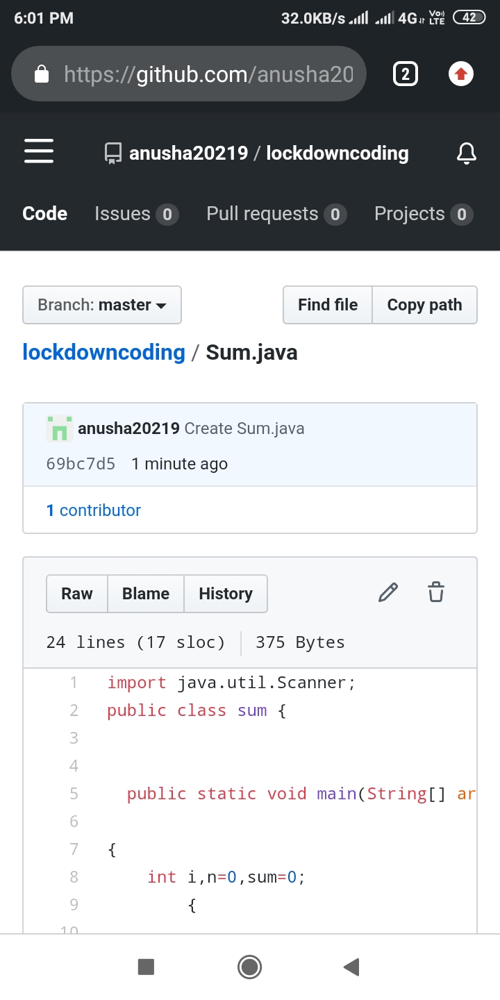 6:01 PM 32.0KB/s 4G Vo) LTE 42
https://github.com/anusha20 2
anusha20219 / lockdowncoding
Code Issues 0 Pull requests 0 Projects 0
Branch: master Find file Copy path
lockdowncoding / Sum.java
anusha20219 Create Sum.java
69bc7d5 1 minute ago
1 contributor
Raw Blame History
24 lines (17 sloc) 375 Bytes
1 import java.util.Scanner;
2 public class sum {
3
4
5 public static void main(String[] ar
6
7 {
8 int i,n=0,sum=0;
9 {
10